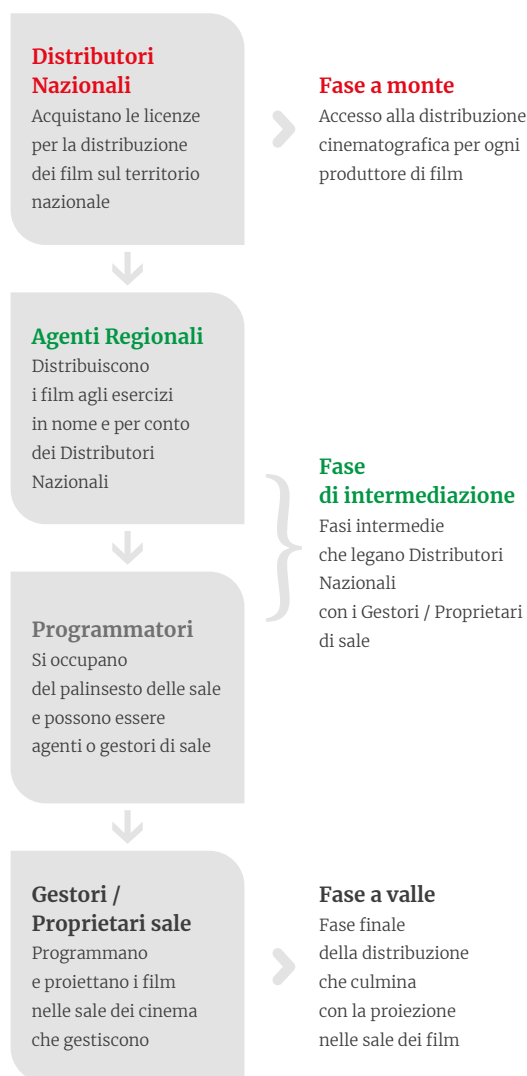 Distributori
Nazionali
Acquistano le licenze
per la distribuzione
dei film sul territorio
nazionale
Fase a monte
Accesso alla distribuzione
cinematografica per ogni
produttore di film
Agenti Regionali
Distribuiscono
i film agli esercizi
in nome e per conto
dei Distributori
Nazionali
Programmatori
Si occupano
del palinsesto delle sale
e possono essere
agenti o gestori di sale
Fase
di intermediazione
Fasi intermedie
che legano Distributori
Nazionali
con i Gestori / Proprietari
di sale
Gestori /
Proprietari sale
Programmano
e proiettano i film
nelle sale dei cinema
che gestiscono
Fase a valle
Fase finale
della distribuzione
che culmina
con la proiezione
nelle sale dei film